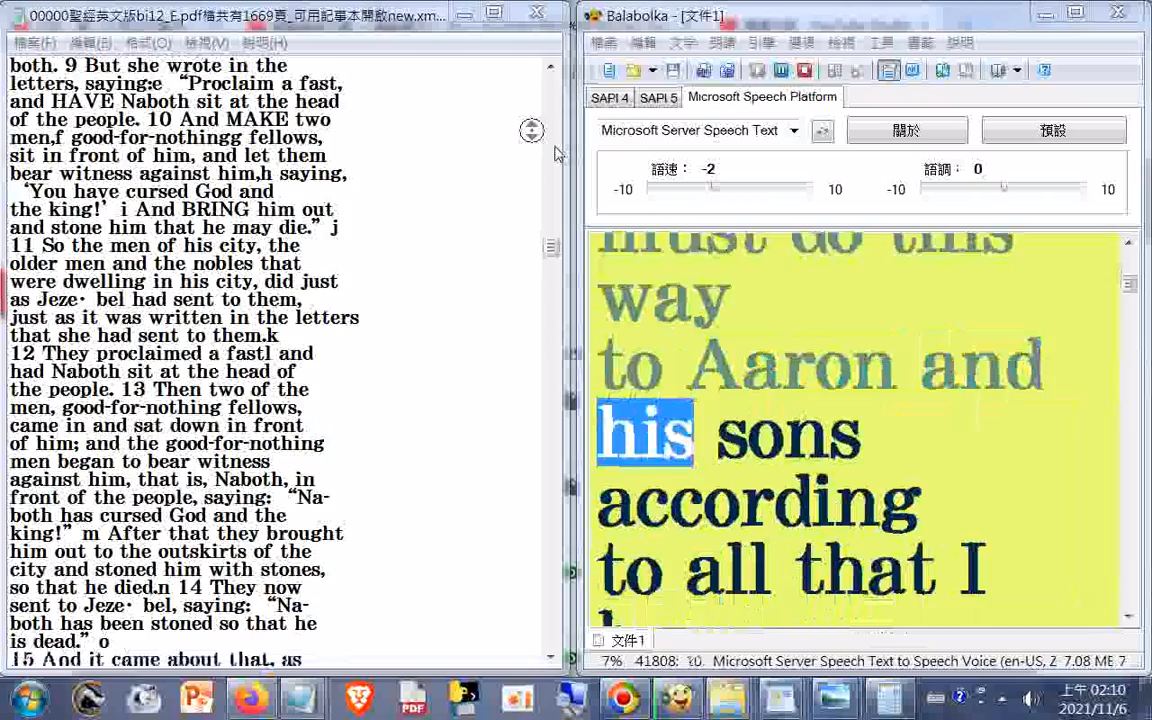 00000聖經英文版bi12_E.pdf檔共有1669頁_可用記事本開啟new.xm...
檔案(F) 編輯(E) 格式(O) 檢視(V) 說明(H)
both. 9 But she wrote in the
letters, saying:e “Proclaim a fast,
and HAVE Naboth sit at the head
of the people. 10 And MAKE two
men,f good-for-nothingg fellows,
sit in front of him, and let them
bear witness against him,h saying,
‘You have cursed God and
the king!’ i And BRING him out
and stone him that he may die.” j
11 So the men of his city, the
older men and the nobles that
were dwelling in his city, did just
as Jeze· bel had sent to them,
just as it was written in the letters
that she had sent to them.k
12 They proclaimed a fastl and
had Naboth sit at the head of
the people. 13 Then two of the
men, good-for-nothing fellows,
came in and sat down in front
of him; and the good-for-nothing
men began to bear witness
against him, that is, Naboth, in
front of the people, saying: “Na-
both has cursed God and the
king!” m After that they brought
him out to the outskirts of the
city and stoned him with stones,
so that he died.n 14 They now
sent to Jeze· bel, saying: “Na-
both has been stoned so that he
is dead.” o
15 And it came about that, as
Balabolka - [文件1]
檔案 編輯 文字 朗讀 引擎 選項 檢視 工具 書籤 說明
SAPI 4 SAPI 5 Microsoft Speech Platform
Microsoft Server Speech Text 關於 預設
語速： -2 語調： 0
-10 10 -10 10
must do this
way
to Aaron and
his sons
according
to all that I
文件1
7% 41808: Microsoft Server Speech Text to Speech Voice (en-US, Z 7.08 MB 7
PDF
上午 02:10
2021/11/6